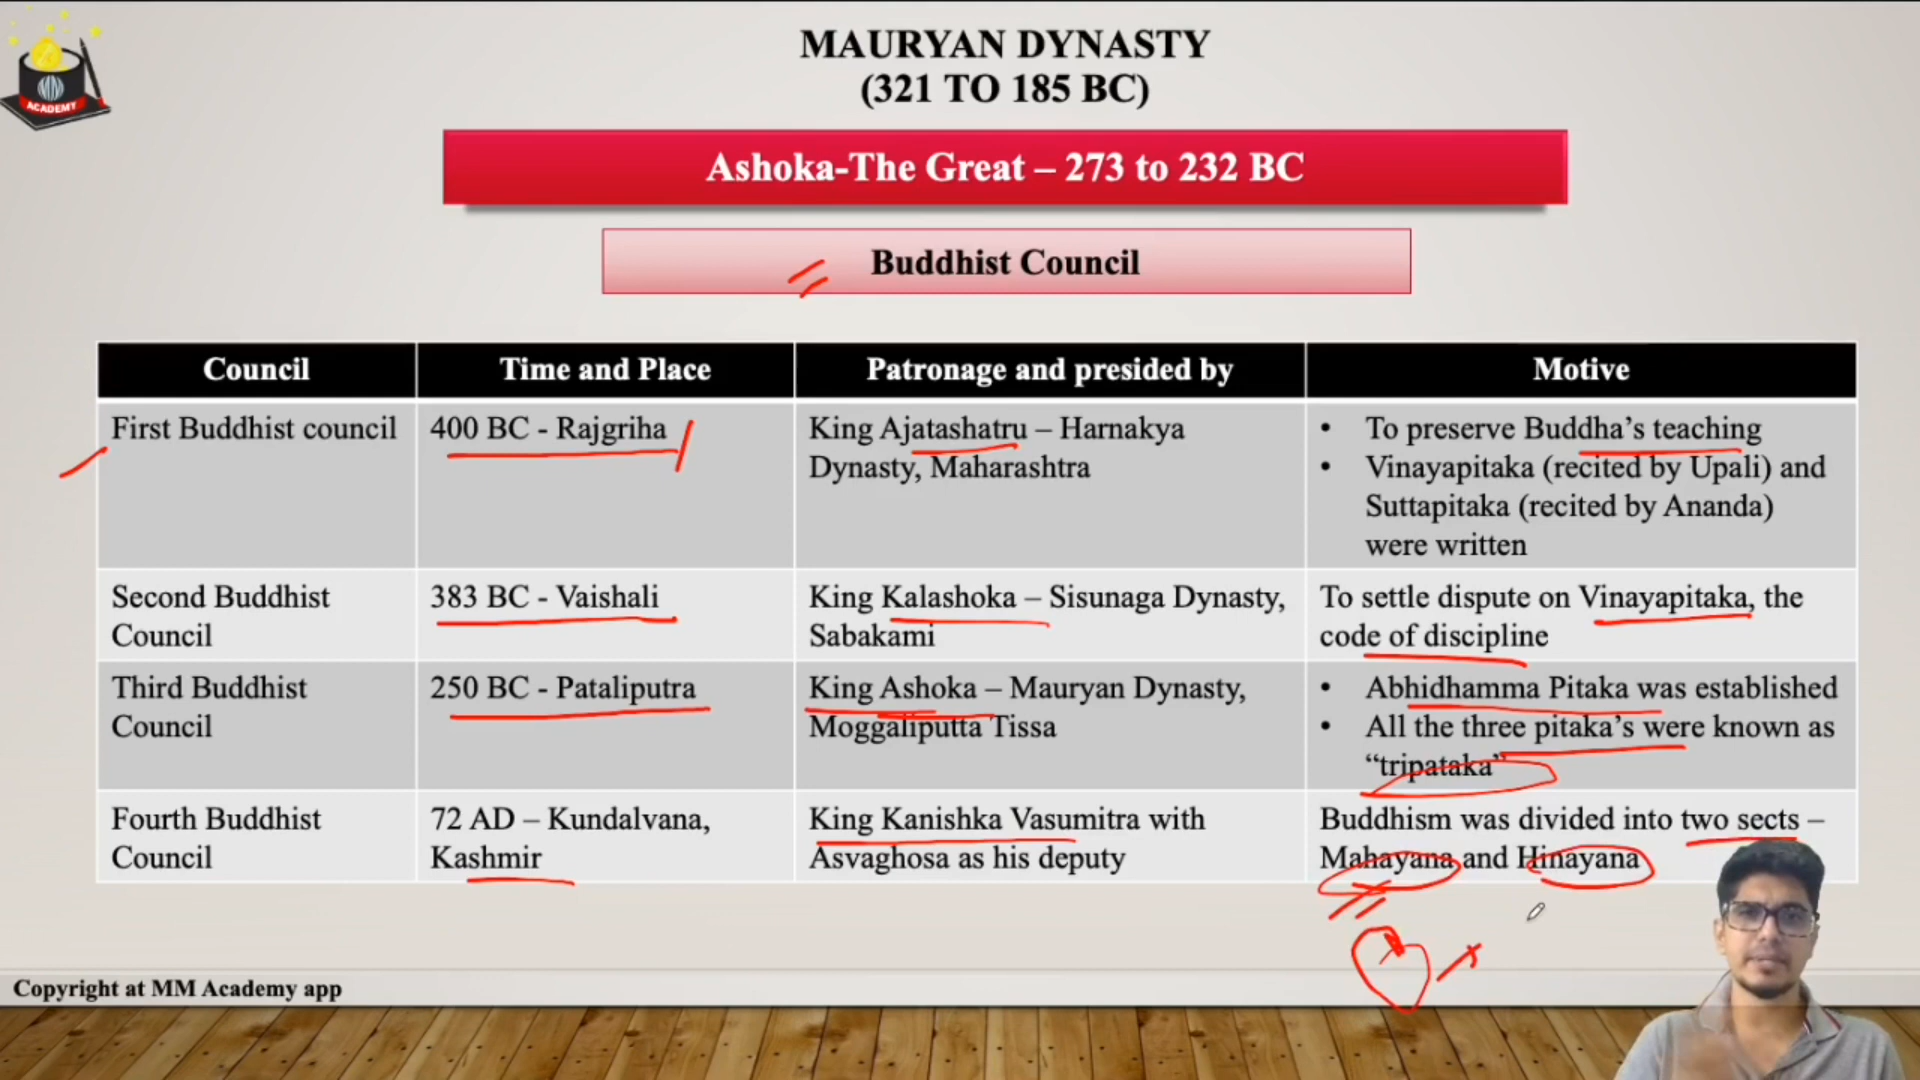 ACADEMY
MAURYAN DYNASTY
(321 TO 185 BC)
Ashoka-The Great – 273 to 232 BC
Buddhist Council
Council
Time and Place
Patronage and presided by
Motive
First Buddhist council
400 BC - Rajgriha
King Ajatashatru – Harnakya
Dynasty, Maharashtra
• To preserve Buddha's teaching
• Vinayapitaka (recited by Upali) and
Suttapitaka (recited by Ananda)
were written
Second Buddhist
Council
383 BC - Vaishali
King Kalashoka – Sisunaga Dynasty,
Sabakami
To settle dispute on Vinayapitaka, the
code of discipline
Third Buddhist
Council
250 BC - Pataliputra
King Ashoka – Mauryan Dynasty,
Moggaliputta Tissa
• Abhidhamma Pitaka was established
• All the three pitaka's were known as
“tripataka”
Fourth Buddhist
Council
72 AD – Kundalvana,
Kashmir
King Kanishka Vasumitra with
Asvaghosa as his deputy
Buddhism was divided into two sects –
Mahayana and Hinayana
Copyright at MM Academy app